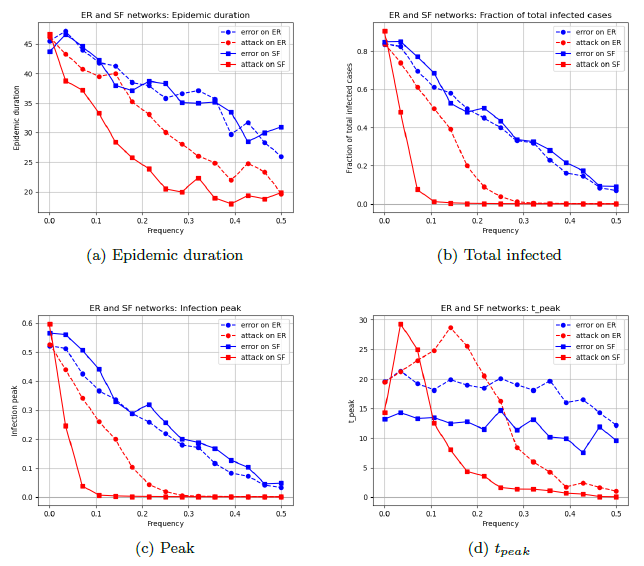 ER and SF networks: Epidemic duration
Epidemic duration
45
40
35
30
25
20
error on ER
attack on ER
error on SF
attack on SF
0.0 0.1 0.2 0.3 0.4 0.5
Frequency
(a) Epidemic duration
ER and SF networks: Fraction of total infected cases
Fraction of total infected cases
0.8
0.6
0.4
0.2
0.0
error on ER
attack on ER
error on SF
attack on SF
0.0 0.1 0.2 0.3 0.4 0.5
Frequency
(b) Total infected
ER and SF networks: Infection peak
Infection peak
0.6
0.5
0.4
0.3
0.2
0.1
0.0
error on ER
attack on ER
error on SF
attack on SF
0.0 0.1 0.2 0.3 0.4 0.5
Frequency
(c) Peak
ER and SF networks: t_peak
t_peak
30
25
20
15
10
5
0
error on ER
attack on ER
error on SF
attack on SF
0.0 0.1 0.2 0.3 0.4 0.5
Frequency
(d) tpeak